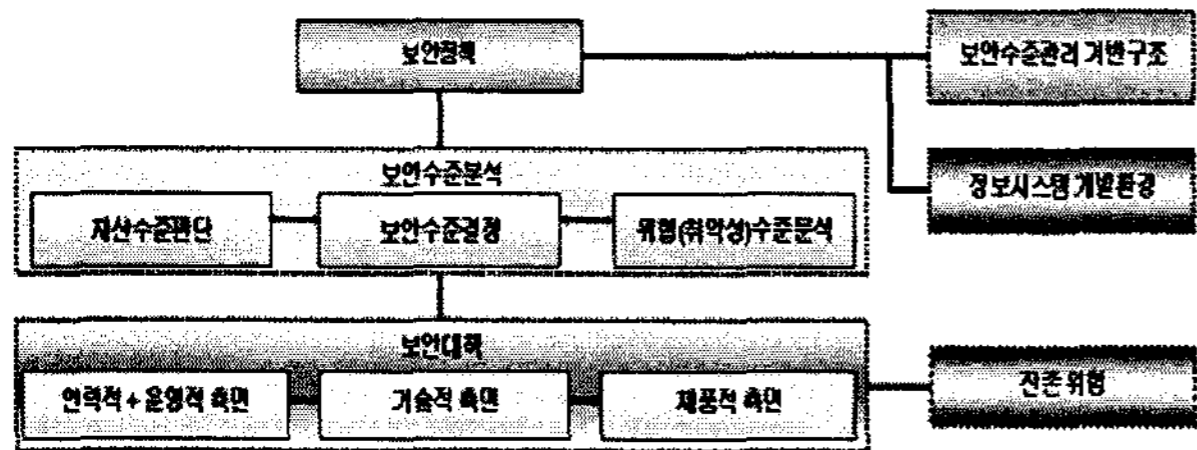 보안정책
보안수준관리 기반구조
보안수준분석
정보시스템 개발환경
자산수준판단
보안수준결정
위협(취약성)수준분석
보안대책
인력적 + 운영적 측면
기술적 측면
제품적 측면
잔존 위험